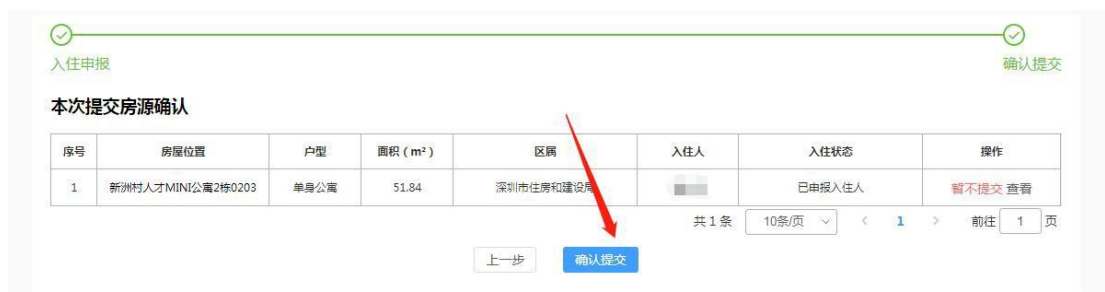 入住申报 确认提交
本次提交房源确认
序号 房屋位置 户型 面积（m²） 区属 入住人 入住状态 操作
1 新洲村人才MINI公寓2栋0203 单身公寓 51.84 深圳市住房和建设局 已申报入住人 暂不提交 查看
共 1 条 10条/页 < 1 > 前往 1 页
上一步 确认提交